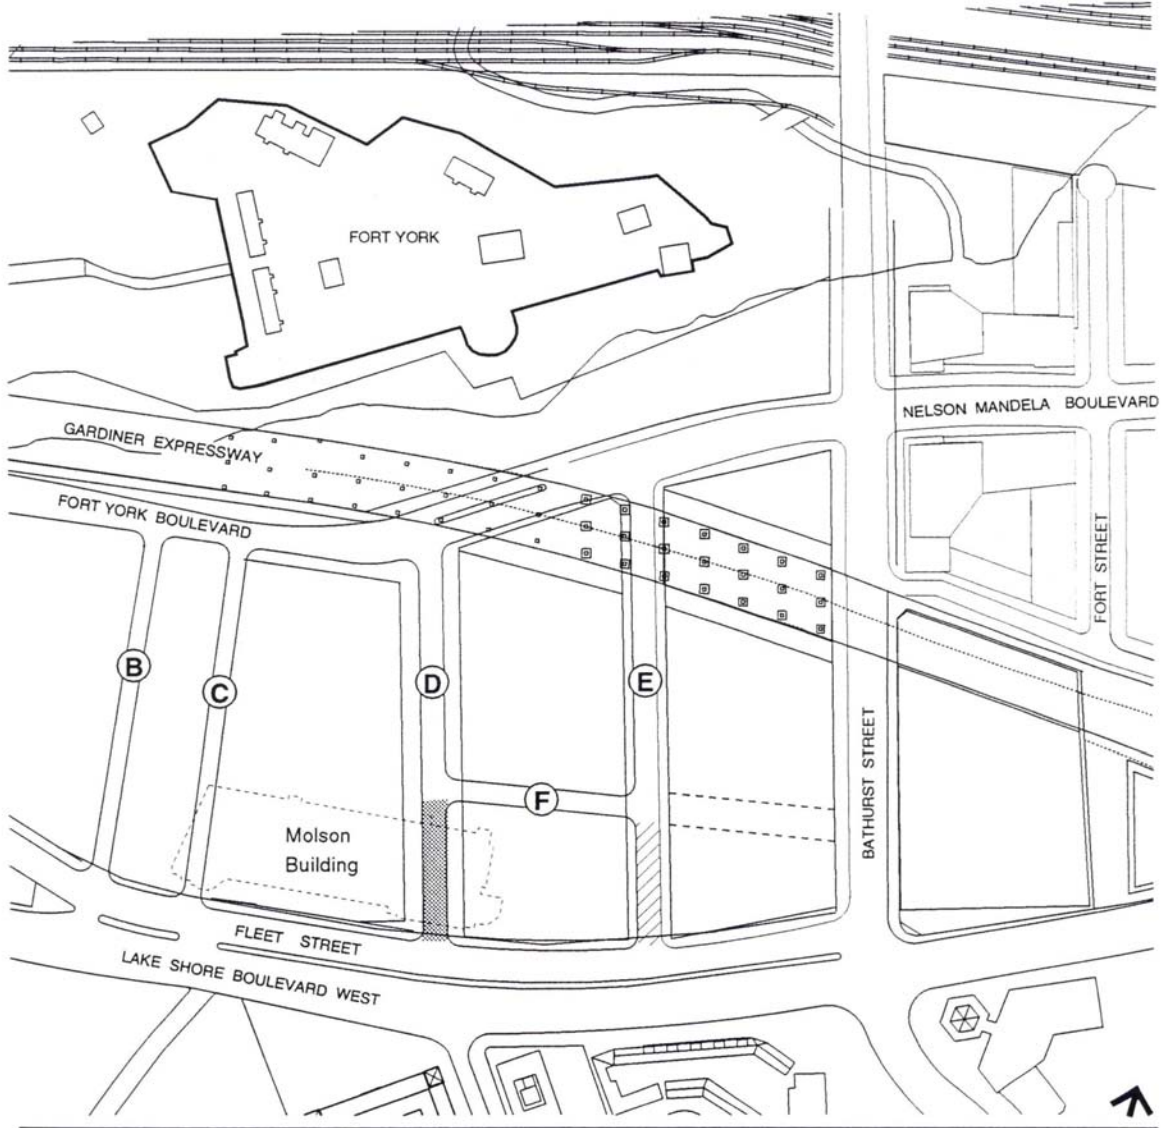 FORT YORK
NELSON MANDELA BOULEVARD
GARDINER EXPRESSWAY
FORT YORK BOULEVARD
FORT STREET
B
C
D
E
BATHURST STREET
F
Molson
Building
FLEET STREET
LAKE SHORE BOULEVARD WEST